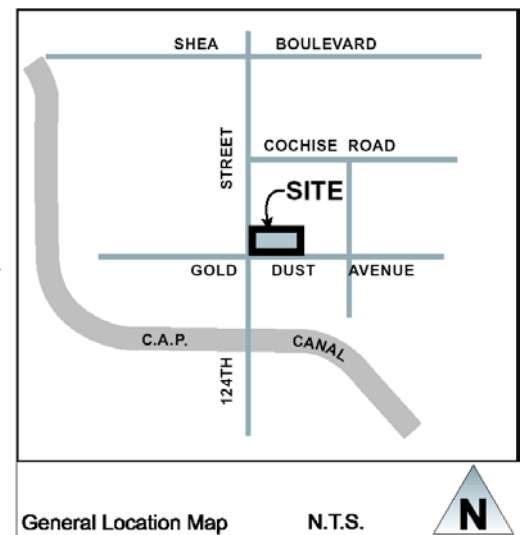 SHEA BOULEVARD
STREET
COCHISE ROAD
SITE
GOLD DUST AVENUE
C.A.P. CANAL
124TH
General Location Map N.T.S.
N